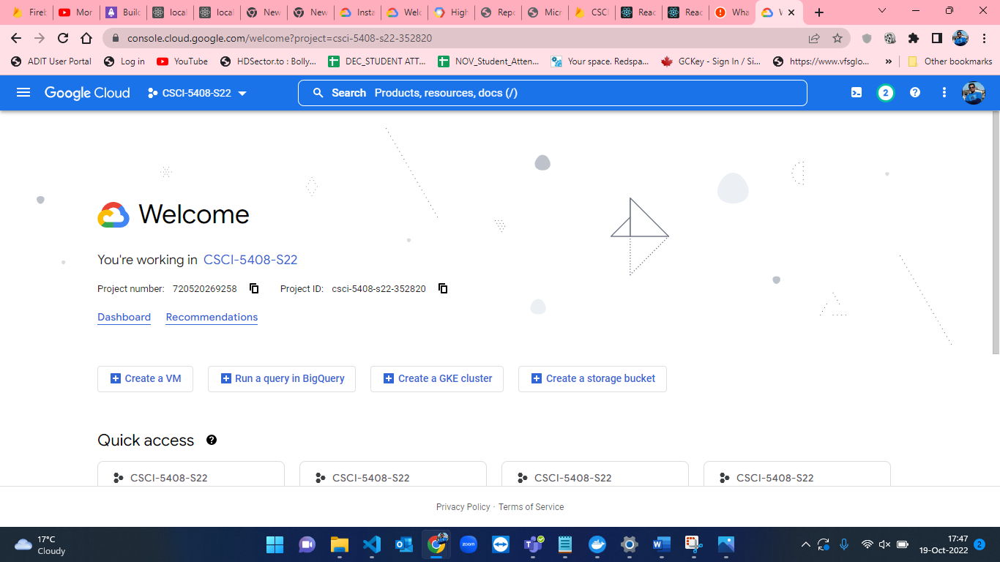 Fireb
Mor
Build
local
local
New
New
Insta
Welc
High
Repo
Micr
CSCI
Reac
Reac
Wha
W
console.cloud.google.com/welcome?project=csci-5408-s22-352820
ADIT User Portal
Log in
YouTube
HDSector.to : Bolly...
DEC_STUDENT ATT...
NOV_Student_Atten...
Your space. Redspa...
GCKey - Sign In / Si...
https://www.vfsglo...
»
Other bookmarks
Google Cloud
CSCI-5408-S22
Search Products, resources, docs (/)
2
Welcome
You're working in CSCI-5408-S22
Project number: 720520269258
Project ID: csci-5408-s22-352820
Dashboard
Recommendations
Create a VM
Run a query in BigQuery
Create a GKE cluster
Create a storage bucket
Quick access
CSCI-5408-S22
CSCI-5408-S22
CSCI-5408-S22
CSCI-5408-S22
Privacy Policy · Terms of Service
17°C
Cloudy
zoom
17:47
19-Oct-2022
2